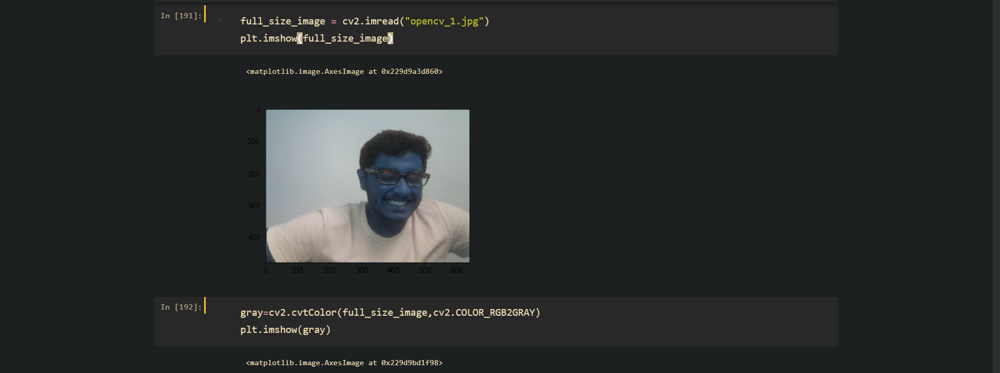 In [191]:
full_size_image = cv2.imread("opencv_1.jpg")
plt.imshow(full_size_image)
<matplotlib.image.AxesImage at 0x229d9a3d860>
0
100
200
300
400
0 100 200 300 400 500 600
In [192]:
gray=cv2.cvtColor(full_size_image,cv2.COLOR_RGB2GRAY)
plt.imshow(gray)
<matplotlib.image.AxesImage at 0x229d9bd1f98>